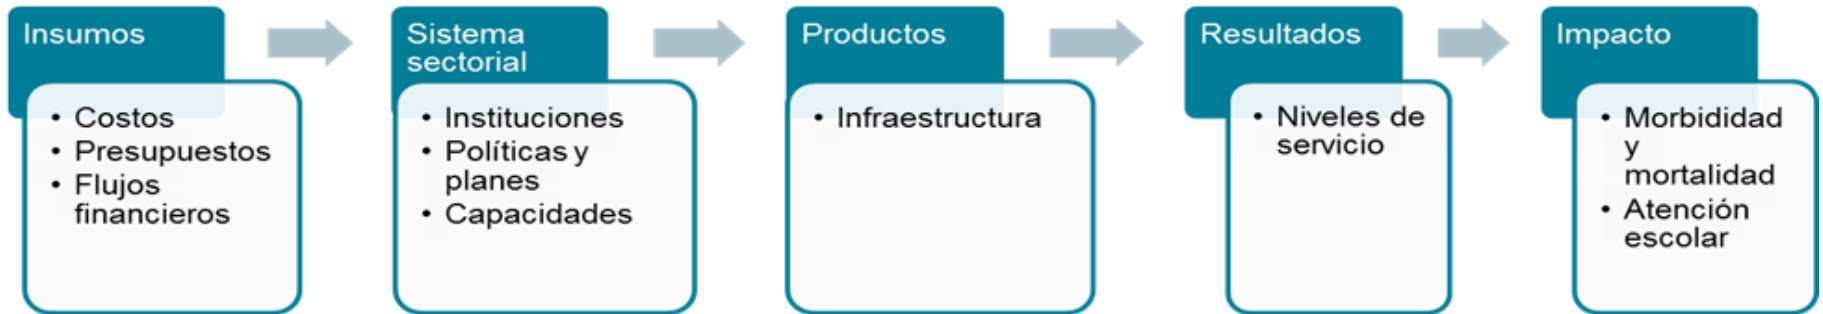 Insumos
• Costos
• Presupuestos
• Flujos
financieros
Sistema
sectorial
• Instituciones
• Políticas y
planes
• Capacidades
Productos
• Infraestructura
Resultados
• Niveles de
servicio
Impacto
• Morbididad
y
mortalidad
• Atención
escolar